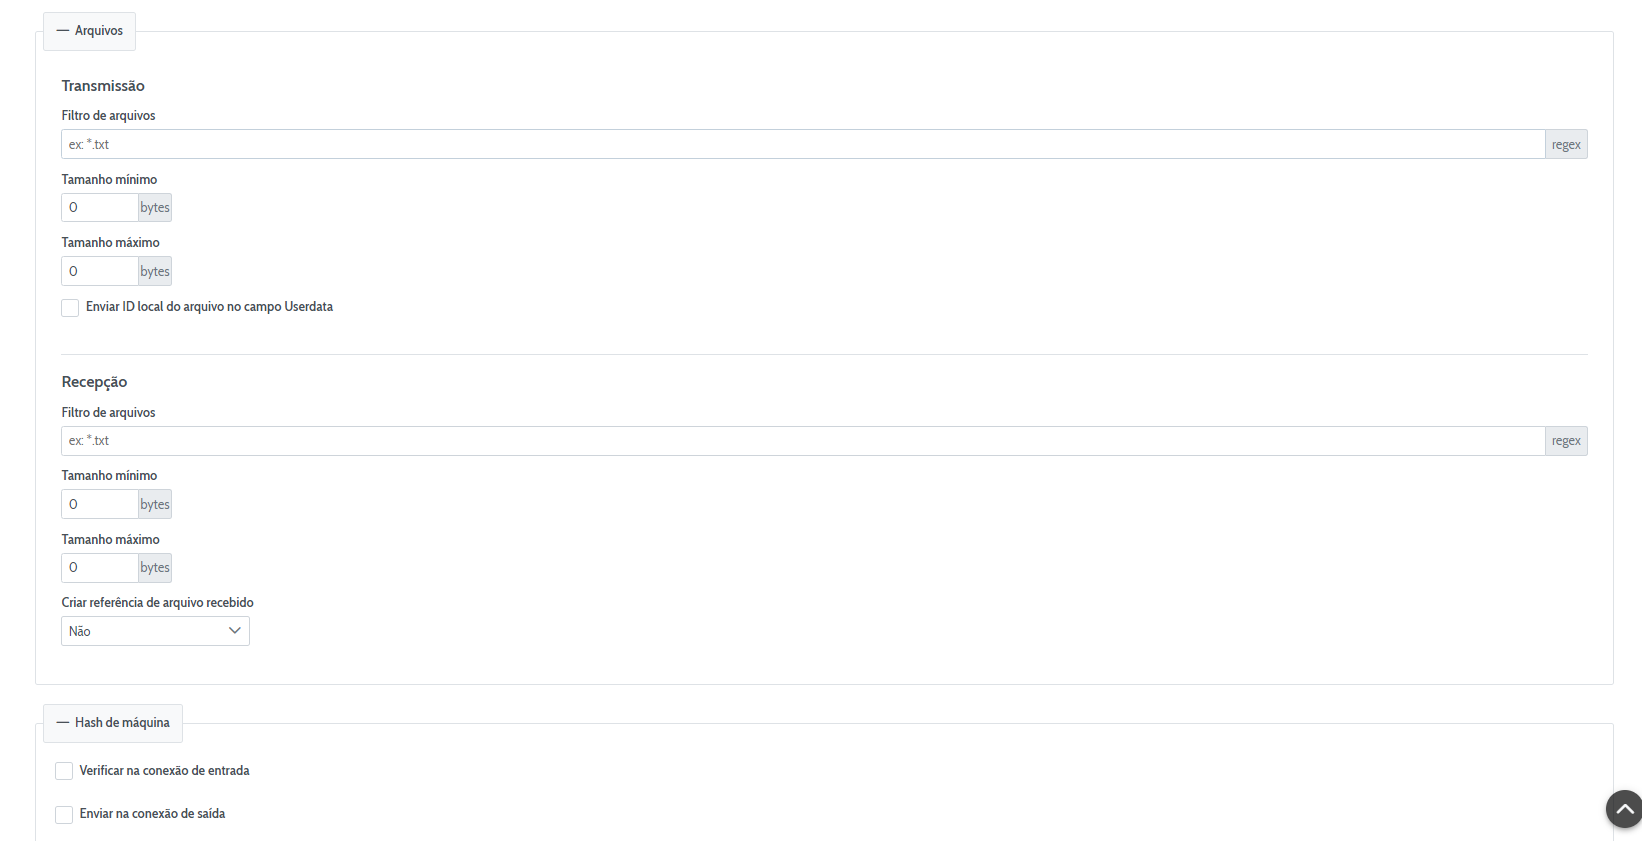 — Arquivos
Transmissão
Filtro de arquivos
ex: *.txt regex
Tamanho mínimo
0 bytes
Tamanho máximo
0 bytes
Enviar ID local do arquivo no campo Userdata
Recepção
Filtro de arquivos
ex: *.txt regex
Tamanho mínimo
0 bytes
Tamanho máximo
0 bytes
Criar referência de arquivo recebido
Não
— Hash de máquina
Verificar na conexão de entrada
Enviar na conexão de saída